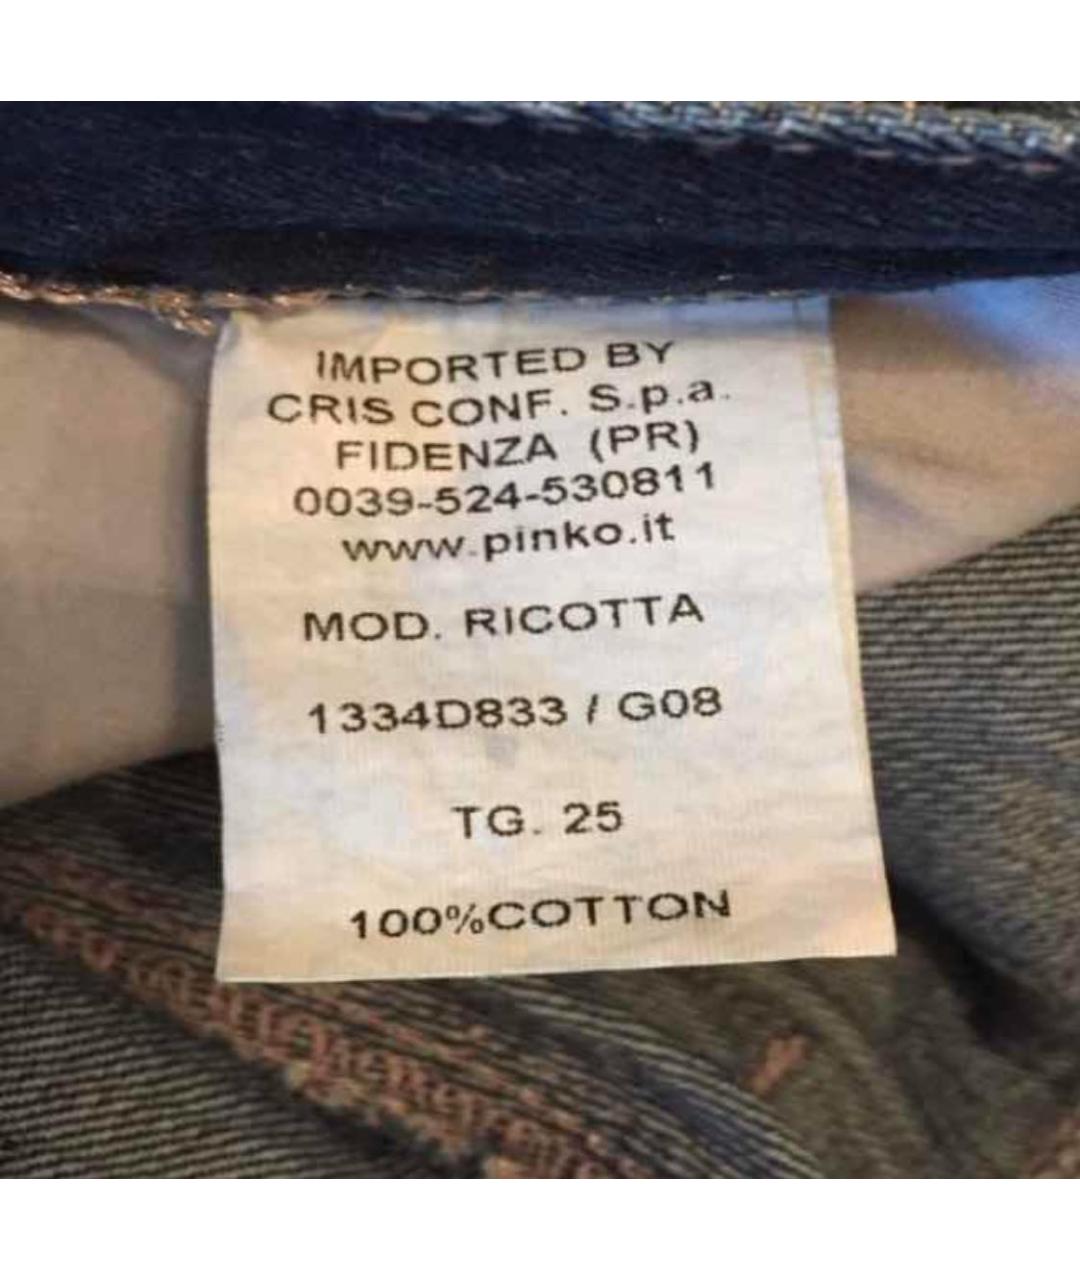 IMPORTED BY
CRIS CONF. S.p.a.
FIDENZA (PR)
0039-524-530811
www.pinko.it
MOD. RICOTTA
1334D833 / G08
TG. 25
100%COTTON